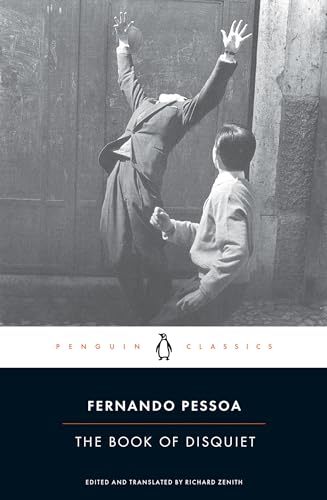 PENGUIN CLASSICS
FERNANDO PESSOA
THE BOOK OF DISQUIET
EDITED AND TRANSLATED BY RICHARD ZENITH